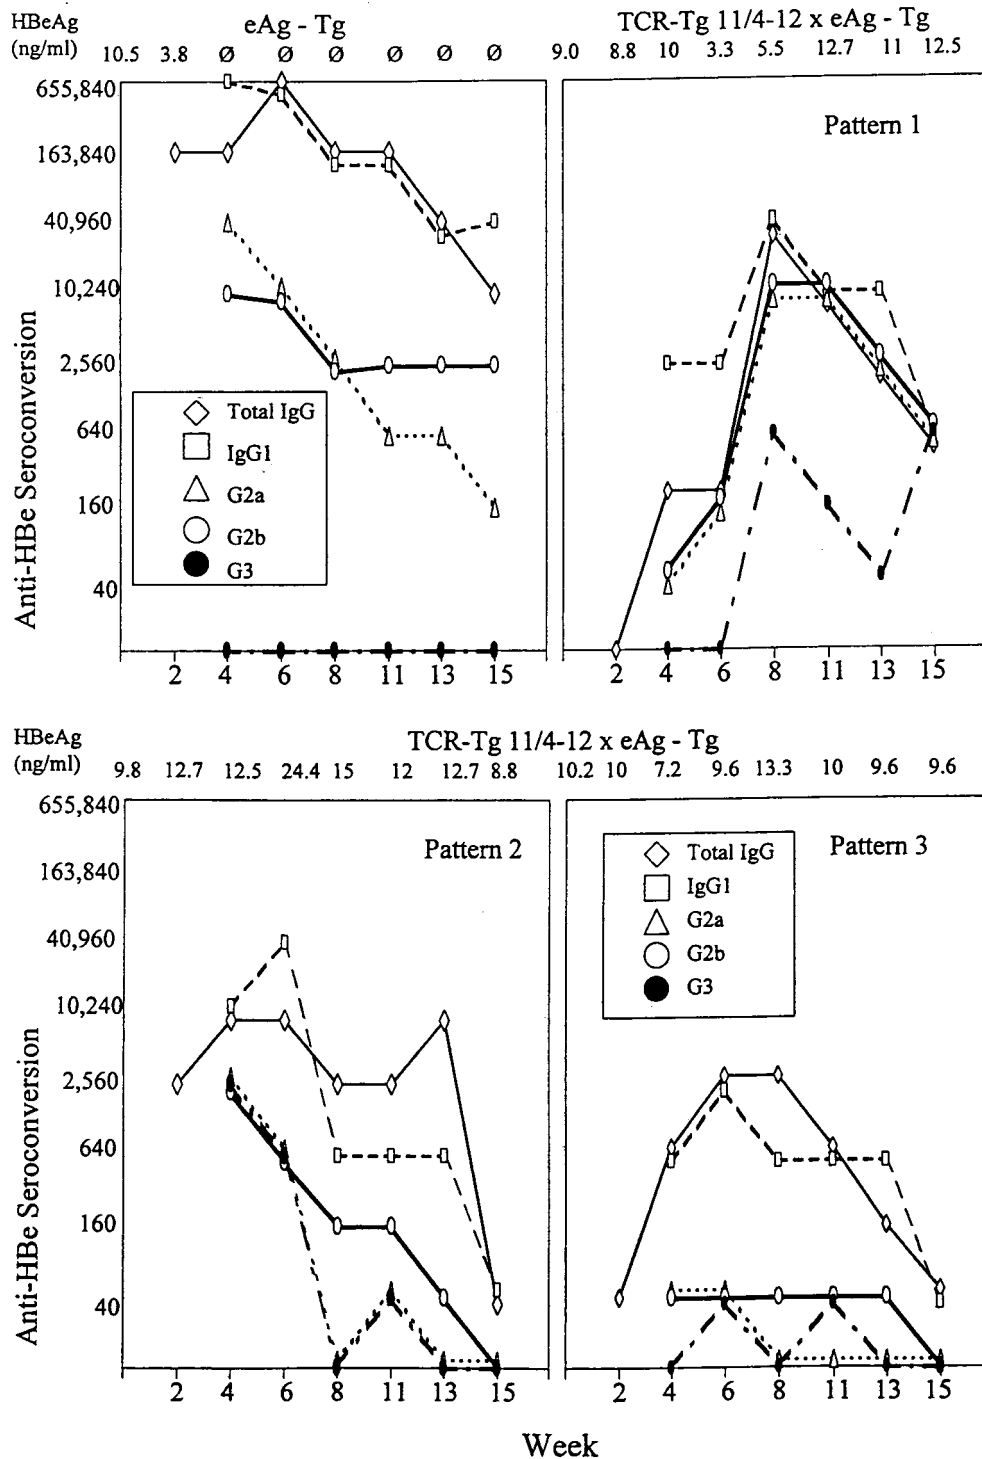 HBeAg
(ng/ml)
eAg - Tg
10.5 3.8 Ø Ø Ø Ø Ø Ø
TCR-Tg 11/4-12 x eAg - Tg
9.0 8.8 10 3.3 5.5 12.7 11 12.5
Anti-HBe Seroconversion
655,840
163,840
40,960
10,240
2,560
640
160
40
Total IgG
IgG1
G2a
G2b
G3
2 4 6 8 11 13 15
Pattern 1
2 4 6 8 11 13 15
HBeAg
(ng/ml)
TCR-Tg 11/4-12 x eAg - Tg
9.8 12.7 12.5 24.4 15 12 12.7 8.8
10.2 10 7.2 9.6 13.3 10 9.6 9.6
Anti-HBe Seroconversion
655,840
163,840
40,960
10,240
2,560
640
160
40
Pattern 2
2 4 6 8 11 13 15
Total IgG
IgG1
G2a
G2b
G3
Pattern 3
2 4 6 8 11 13 15
Week